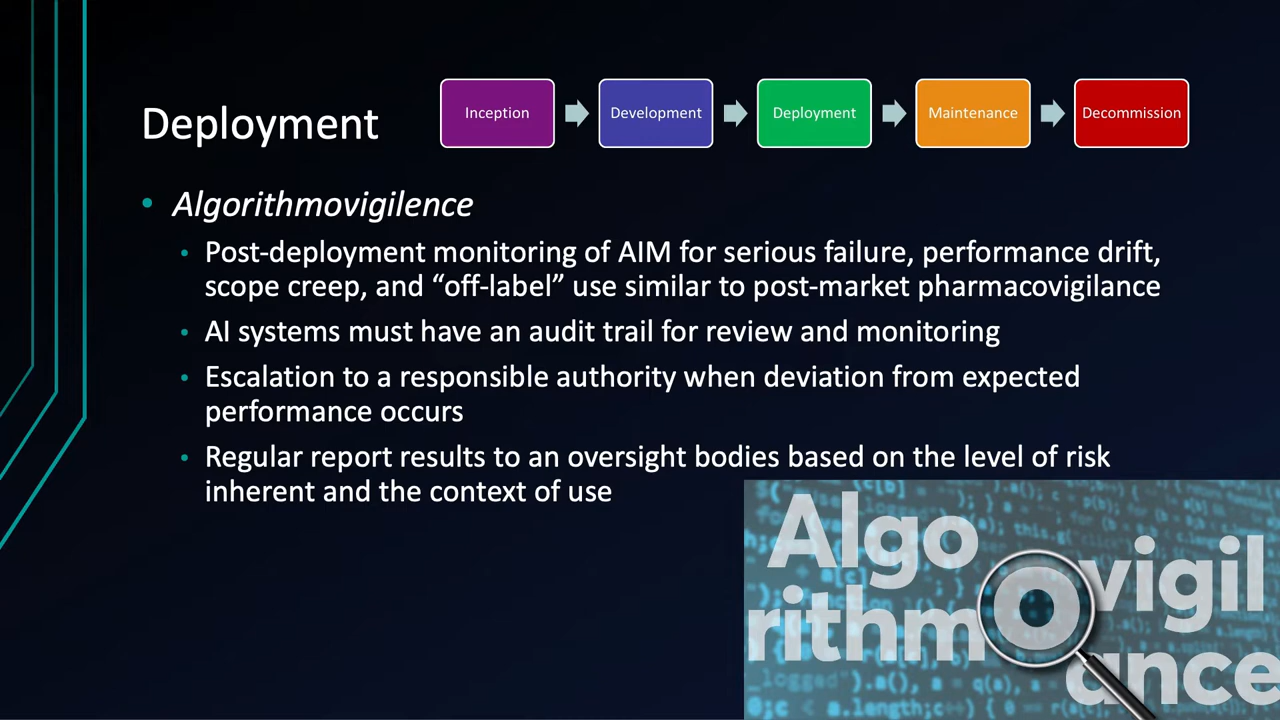 Deployment
Inception
Development
Deployment
Maintenance
Decommission
• Algorithmovigilence
• Post-deployment monitoring of AIM for serious failure, performance drift,
scope creep, and “off-label” use similar to post-market pharmacovigilance
• AI systems must have an audit trail for review and monitoring
• Escalation to a responsible authority when deviation from expected
performance occurs
• Regular report results to an oversight bodies based on the level of risk
inherent and the context of use
Algo
rithmovigil
ance